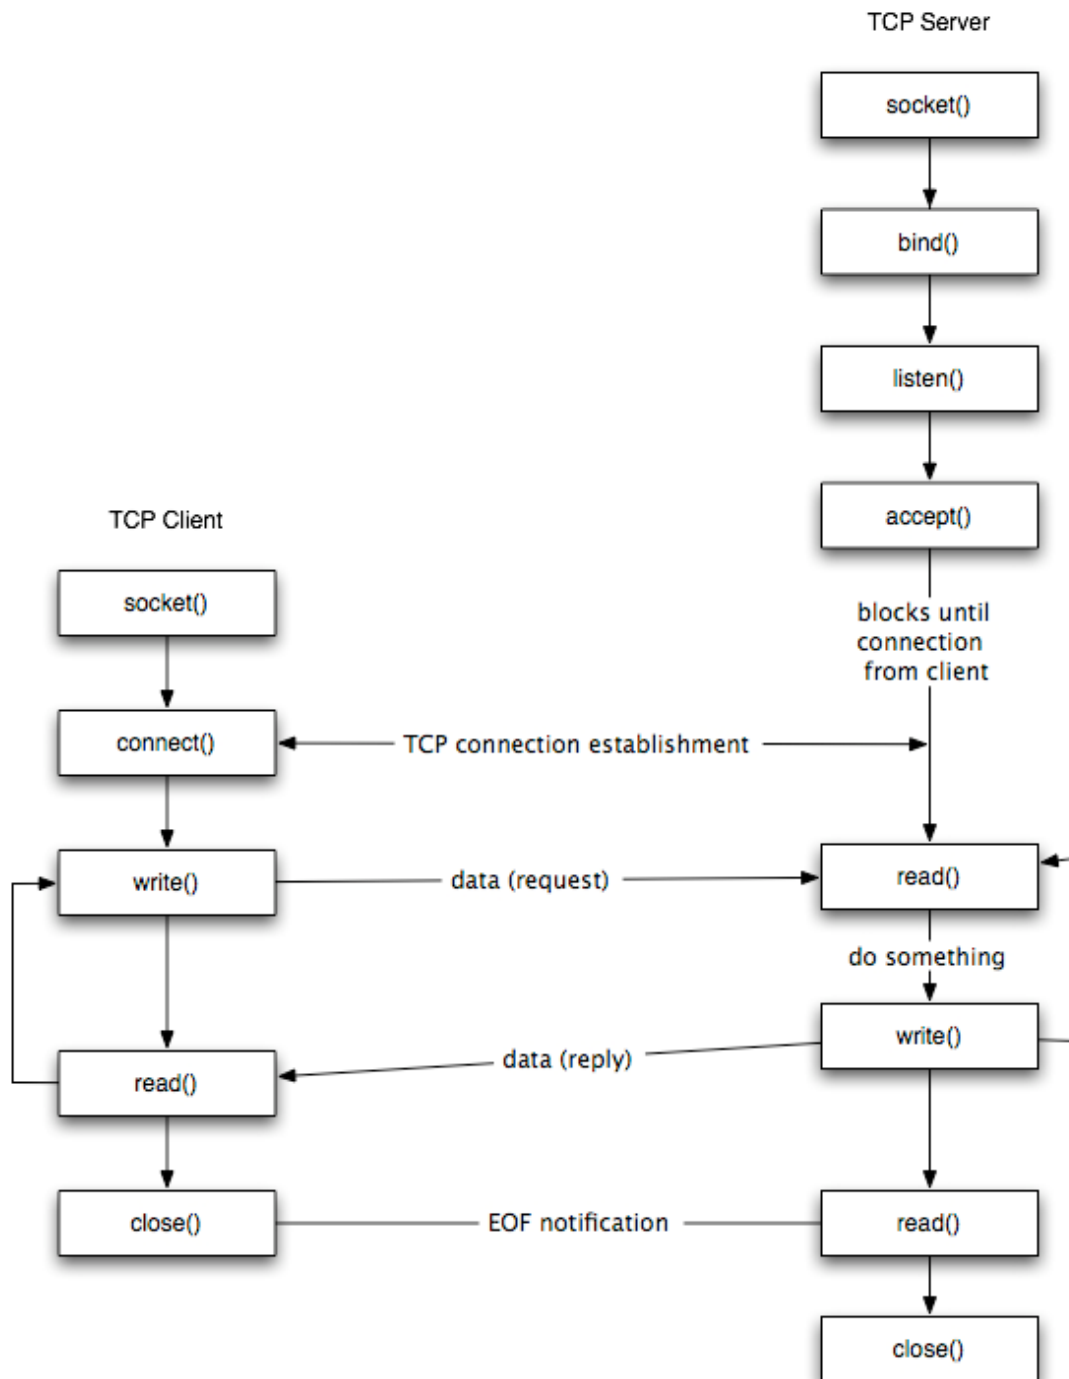 TCP Server
socket()
bind()
listen()
accept()
blocks until
connection
from client
TCP Client
socket()
connect()
TCP connection establishment
write()
data (request)
read()
do something
write()
data (reply)
read()
close()
EOF notification
read()
close()